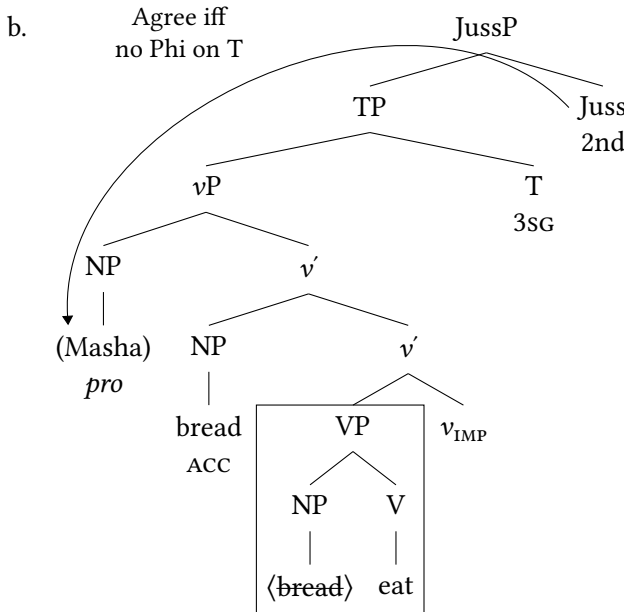 b.
Agree iff
no Phi on T
JussP
TP Juss
2nd
vP T
3SG
NP v′
(Masha) NP v′
pro
bread VP vIMP
ACC
NP V
⟨bread⟩ eat